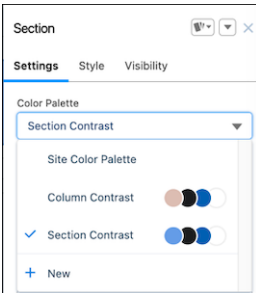 Section
Settings Style Visibility
Color Palette
Section Contrast
Site Color Palette
Column Contrast
Section Contrast
+ New